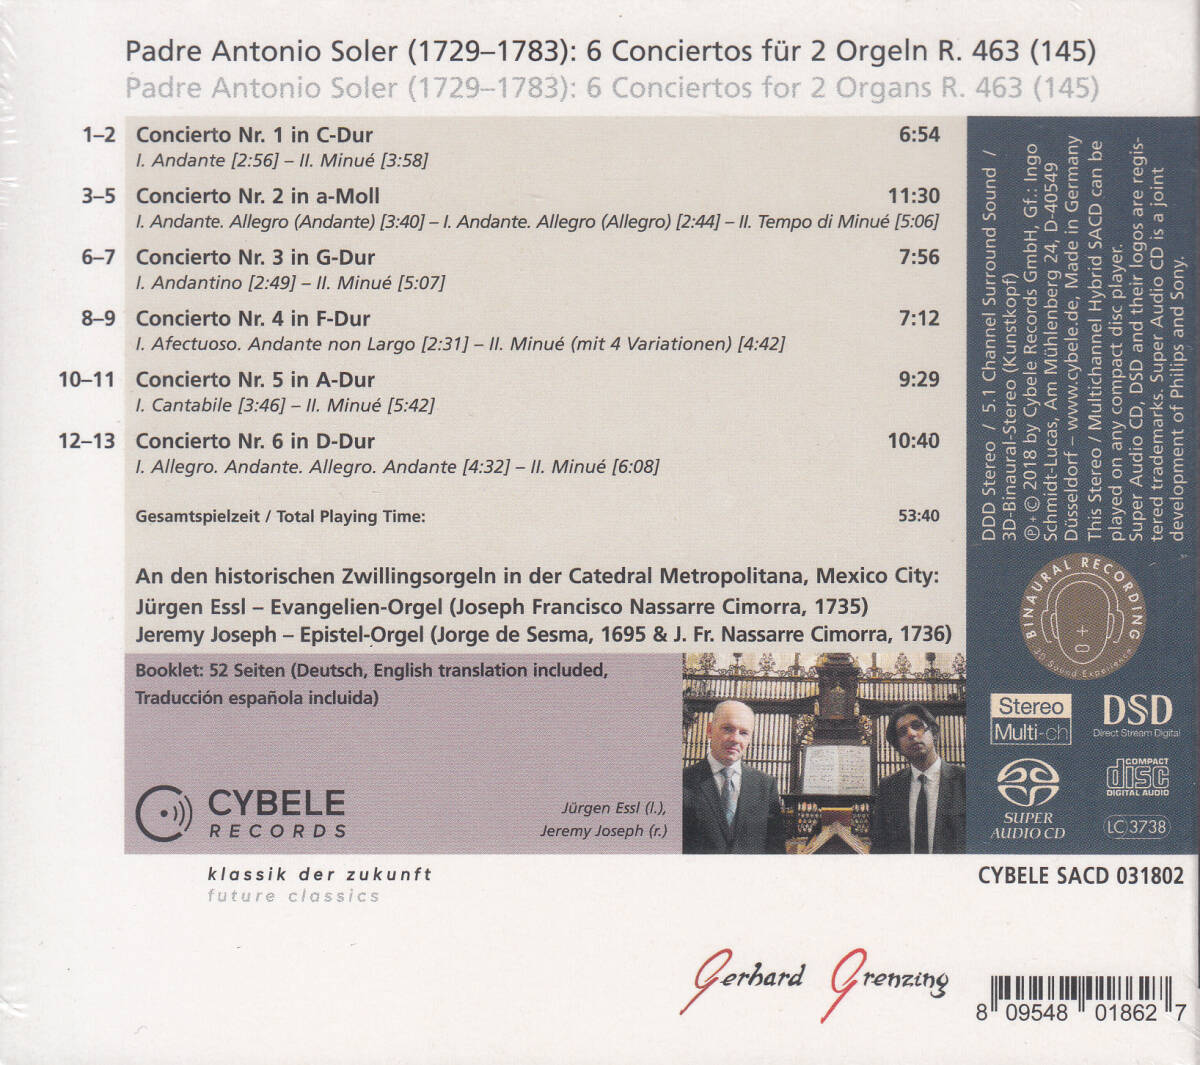 Padre Antonio Soler (1729–1783): 6 Conciertos für 2 Orgeln R. 463 (145)
Padre Antonio Soler (1729–1783): 6 Conciertos for 2 Organs R. 463 (145)
1–2 Concierto Nr. 1 in C-Dur 6:54
I. Andante [2:56] – II. Minué [3:58]
3–5 Concierto Nr. 2 in a-Moll 11:30
I. Andante. Allegro (Andante) [3:40] – I. Andante. Allegro (Allegro) [2:44] – II. Tempo di Minué [5:06]
6–7 Concierto Nr. 3 in G-Dur 7:56
I. Andantino [2:49] – II. Minué [5:07]
8–9 Concierto Nr. 4 in F-Dur 7:12
I. Afectuoso. Andante non Largo [2:31] – II. Minué (mit 4 Variationen) [4:42]
10–11 Concierto Nr. 5 in A-Dur 9:29
I. Cantabile [3:46] – II. Minué [5:42]
12–13 Concierto Nr. 6 in D-Dur 10:40
I. Allegro. Andante. Allegro. Andante [4:32] – II. Minué [6:08]
Gesamtspielzeit / Total Playing Time: 53:40
An den historischen Zwillingsorgeln in der Catedral Metropolitana, Mexico City:
Jürgen Essl – Evangelien-Orgel (Joseph Francisco Nassarre Cimorra, 1735)
Jeremy Joseph – Epistel-Orgel (Jorge de Sesma, 1695 & J. Fr. Nassarre Cimorra, 1736)
Booklet: 52 Seiten (Deutsch, English translation included,
Traducción española incluida)
CYBELE
RECORDS
Jürgen Essl (l.),
Jeremy Joseph (r.)
klassik der zukunft
future classics
DDD Stereo / 5.1 Channel Surround Sound /
3D-Binaural-Stereo (Kunstkopf)
℗+© 2018 by Cybele Records GmbH, Gf.: Ingo
Schmidt-Lucas, Am Mühlenberg 24, D-40549
Düsseldorf – www.cybele.de, Made in Germany
This Stereo / Multichannel Hybrid SACD can be
played on any compact disc player.
Super Audio CD, DSD and their logos are regis-
tered trademarks. Super Audio CD is a joint
development of Philips and Sony.
BINAURAL RECORDING
3D Sound Experience
Stereo
Multi-ch
DSD
Direct Stream Digital
SUPER
AUDIO CD
COMPACT
disc
DIGITAL AUDIO
LC 3738
CYBELE SACD 031802
Gerhard Grenzing
8 09548 01862 7